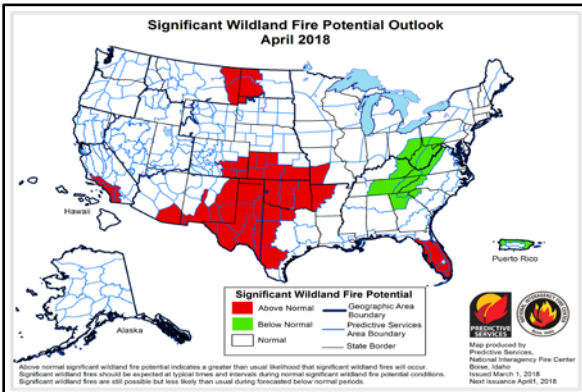 Significant Wildland Fire Potential Outlook
April 2018
Hawaii
Alaska
Puerto Rico
Significant Wildland Fire Potential
Above Normal
Below Normal
Normal
Geographic Area
Boundary
Predictive Services
Area Boundary
State Border
PREDICTIVE
SERVICES
Map produced by
Predictive Services,
National Interagency Fire Center
Boise, Idaho
Issued March 1, 2018
Next issuance April1, 2018
Above normal significant wildland fire potential indicates a greater than usual likelihood that significant wildland fires will occur.
Significant wildland fires should be expected at typical times and intervals during normal significant wildland fire potential conditions.
Significant wildland fires are still possible but less likely than usual during forecasted below normal periods.